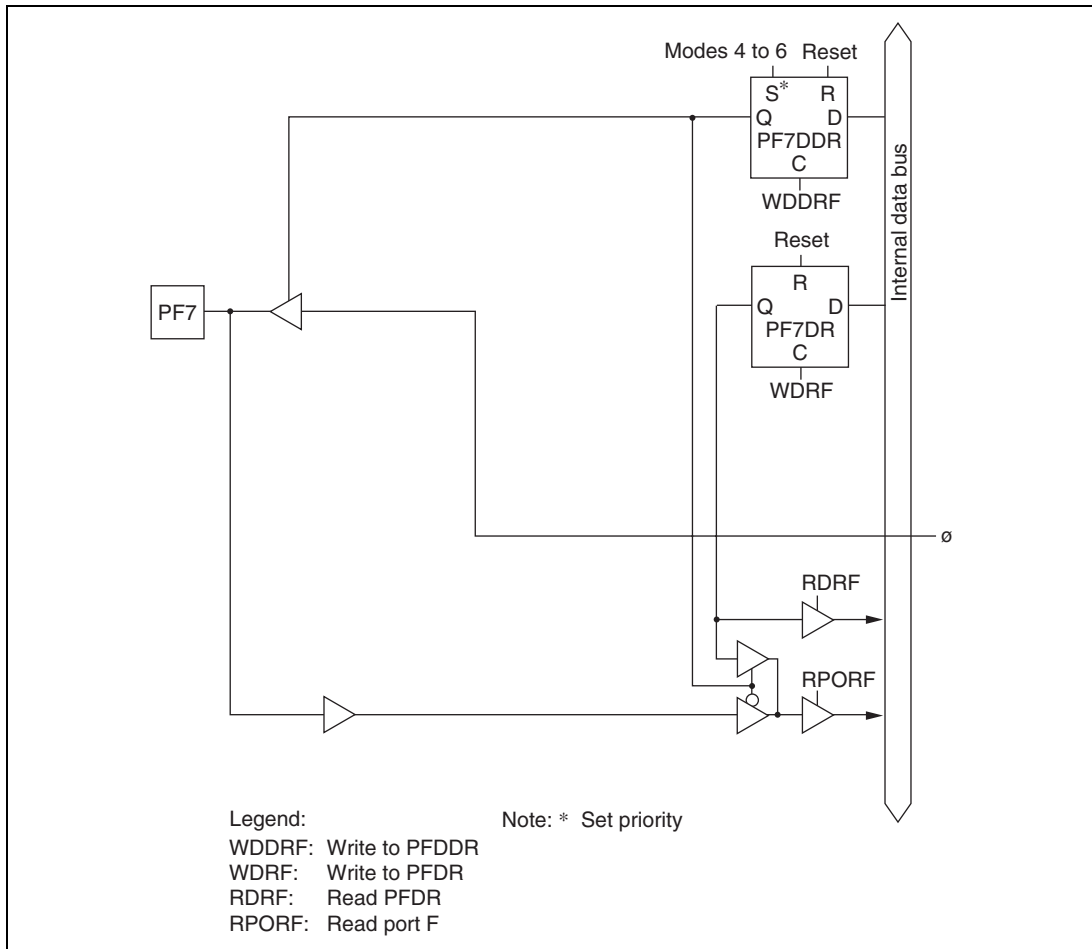 Modes 4 to 6 Reset
S* R
Q D
PF7DDR
C
WDDRF
Reset
R
Q D
PF7DR
C
WDRF
Internal data bus
PF7
ø
RDRF
RPORF
Legend:
WDDRF: Write to PFDDR
WDRF: Write to PFDR
RDRF: Read PFDR
RPORF: Read port F
Note: * Set priority